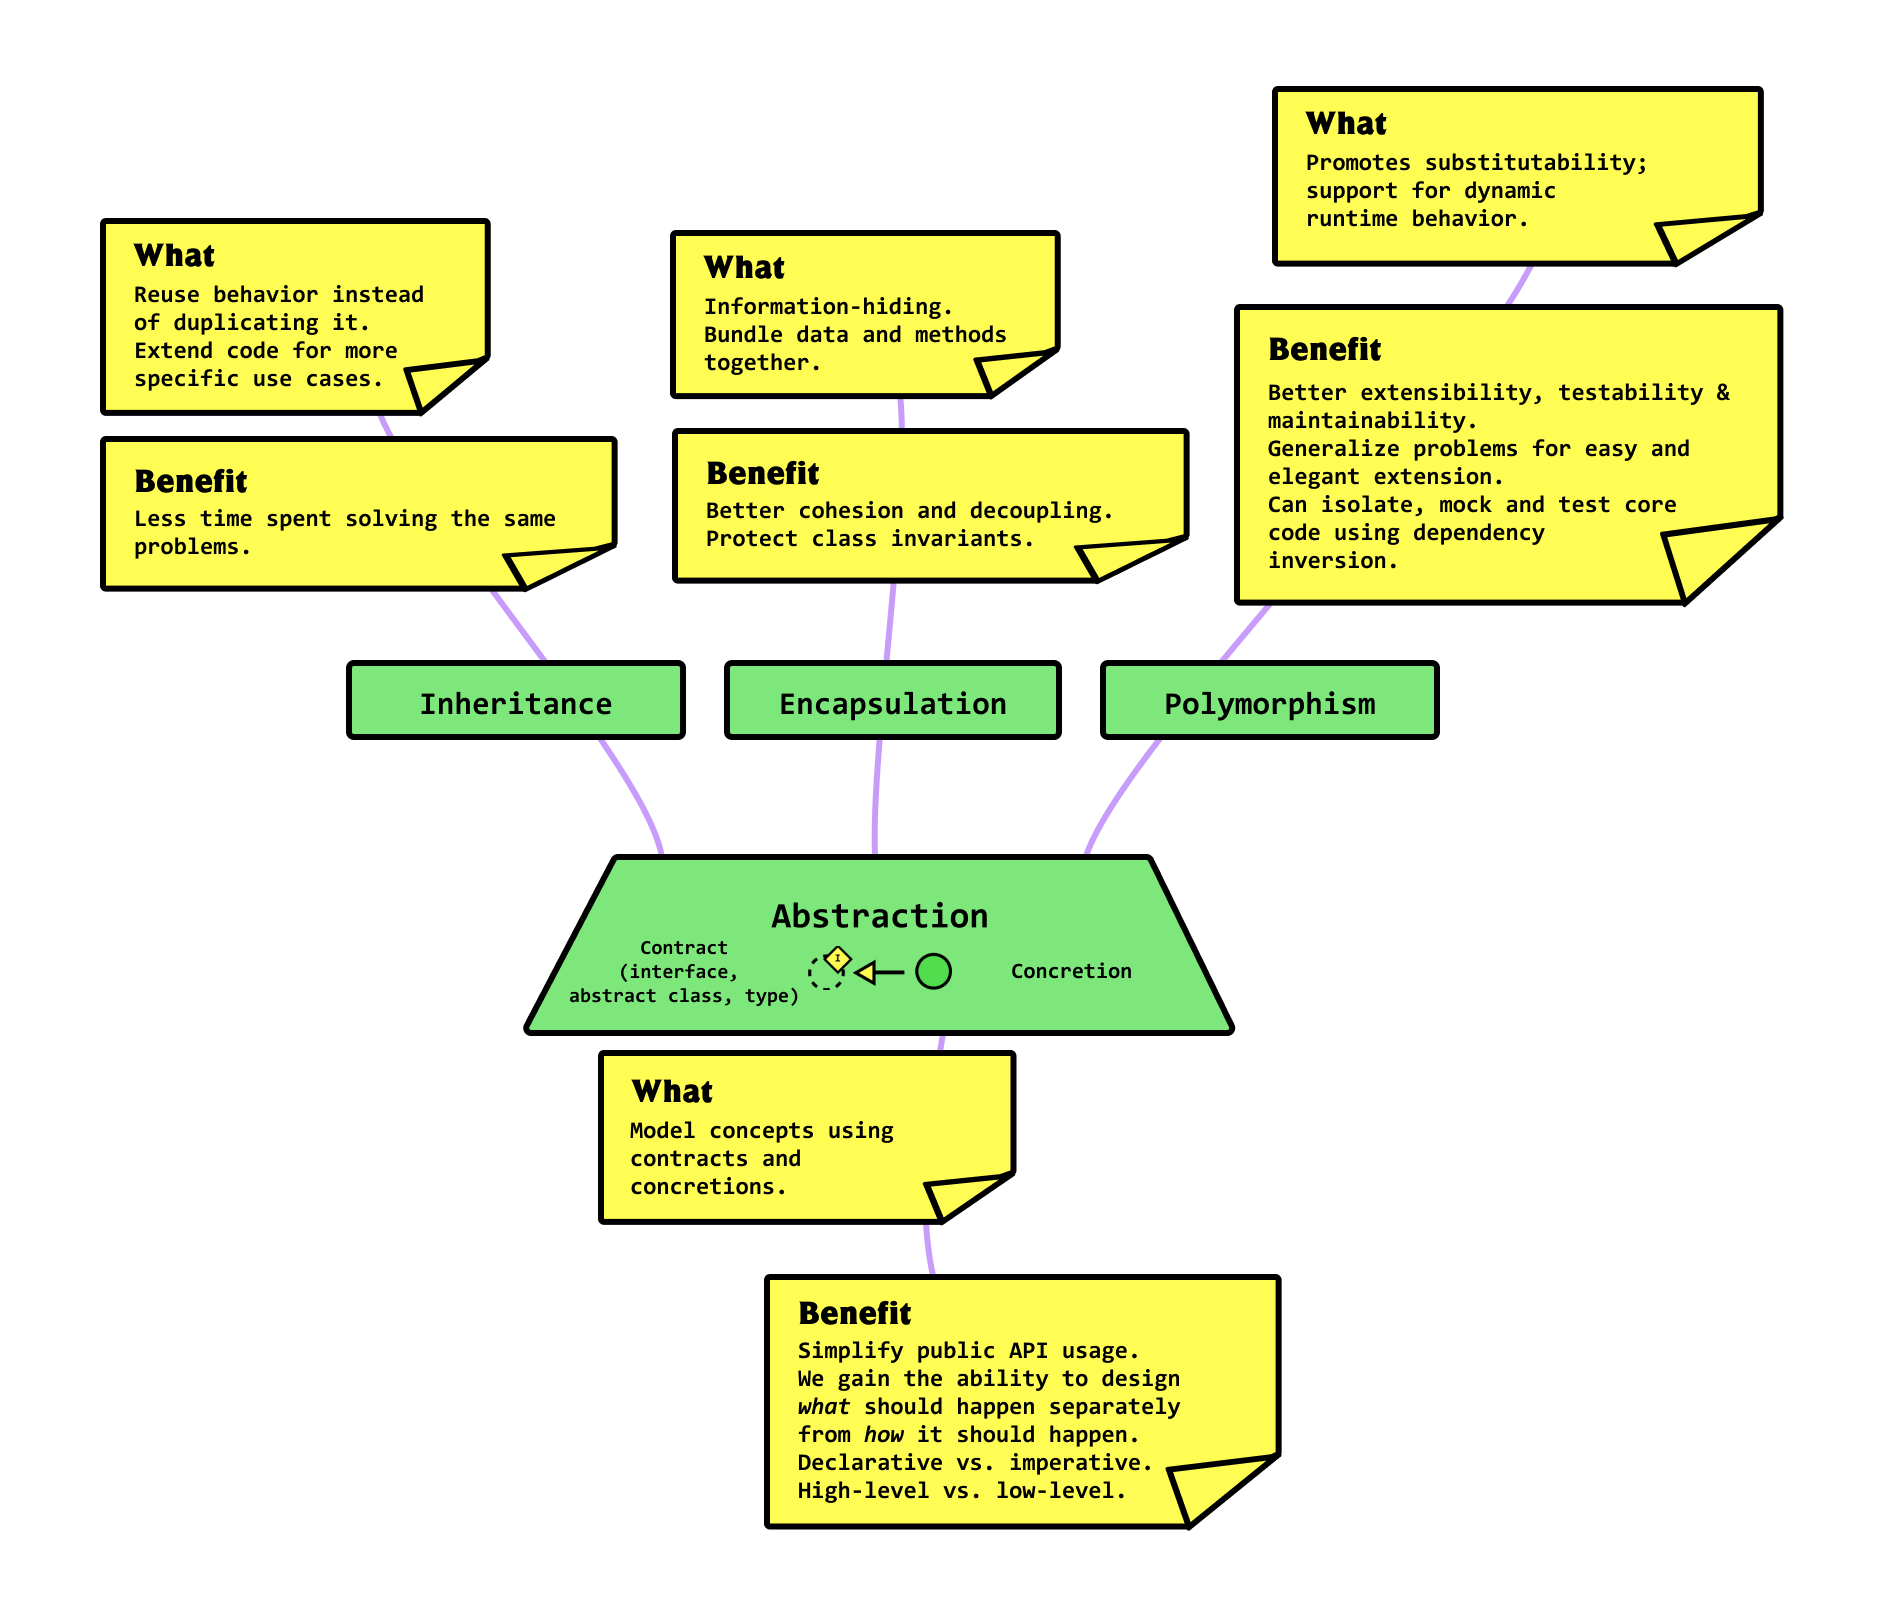 What
Promotes substitutability;
support for dynamic
runtime behavior.
What
Reuse behavior instead
of duplicating it.
Extend code for more
specific use cases.
What
Information-hiding.
Bundle data and methods
together.
Benefit
Better extensibility, testability &
maintainability.
Generalize problems for easy and
elegant extension.
Can isolate, mock and test core
code using dependency
inversion.
Benefit
Less time spent solving the same
problems.
Benefit
Better cohesion and decoupling.
Protect class invariants.
Inheritance
Encapsulation
Polymorphism
Abstraction
Contract
(interface,
abstract class, type)
I
Concretion
What
Model concepts using
contracts and
concretions.
Benefit
Simplify public API usage.
We gain the ability to design
what should happen separately
from how it should happen.
Declarative vs. imperative.
High-level vs. low-level.